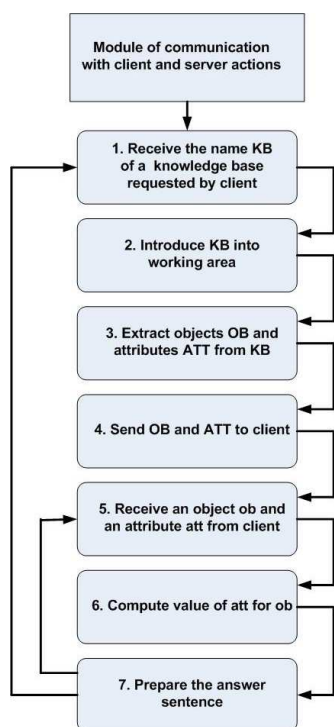 Module of communication
with client and server actions
1. Receive the name KB
of a knowledge base
requested by client
2. Introduce KB into
working area
3. Extract objects OB and
attributes ATT from KB
4. Send OB and ATT to client
5. Receive an object ob and
an attribute att from client
6. Compute value of att for ob
7. Prepare the answer
sentence